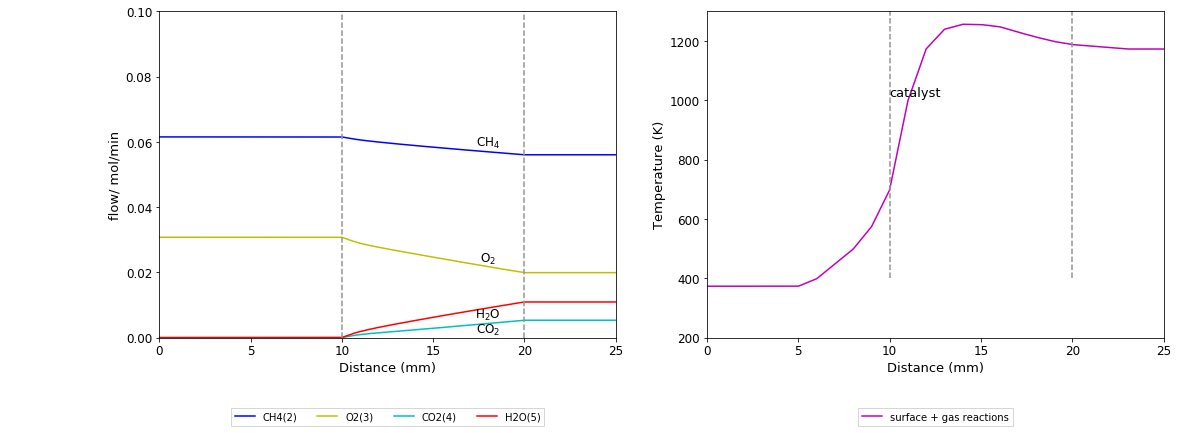 0.10
0.08
0.06
0.04
0.02
0.00
flow/ mol/min
CH4
O2
H2O
CO2
0 5 10 15 20 25
Distance (mm)
CH4(2) O2(3) CO2(4) H2O(5)
1200
1000
800
600
400
200
Temperature (K)
catalyst
0 5 10 15 20 25
Distance (mm)
surface + gas reactions